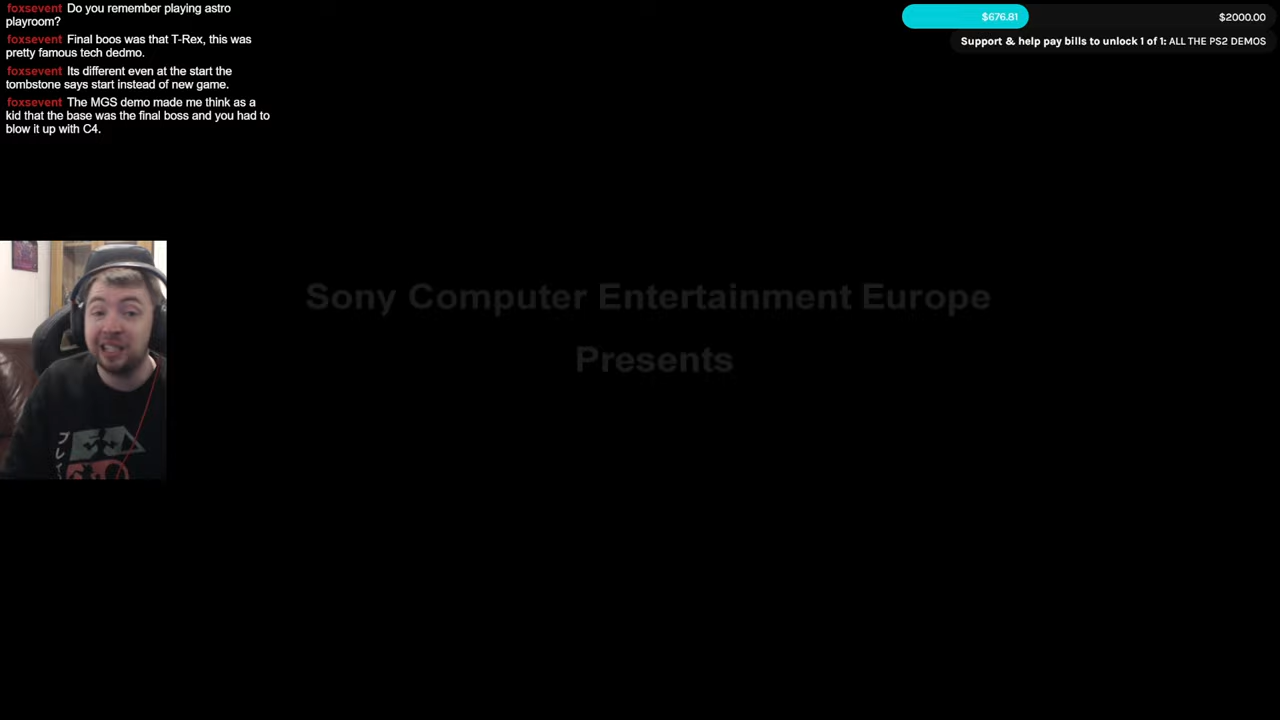 foxsevent Do you remember playing astro
playroom?
foxsevent Final boos was that T-Rex, this was
pretty famous tech dedmo.
foxsevent Its different even at the start the
tombstone says start instead of new game.
foxsevent The MGS demo made me think as a
kid that the base was the final boss and you had to
blow it up with C4.
$676.81
$2000.00
Support & help pay bills to unlock 1 of 1: ALL THE PS2 DEMOS
Sony Computer Entertainment Europe
Presents
プレイ